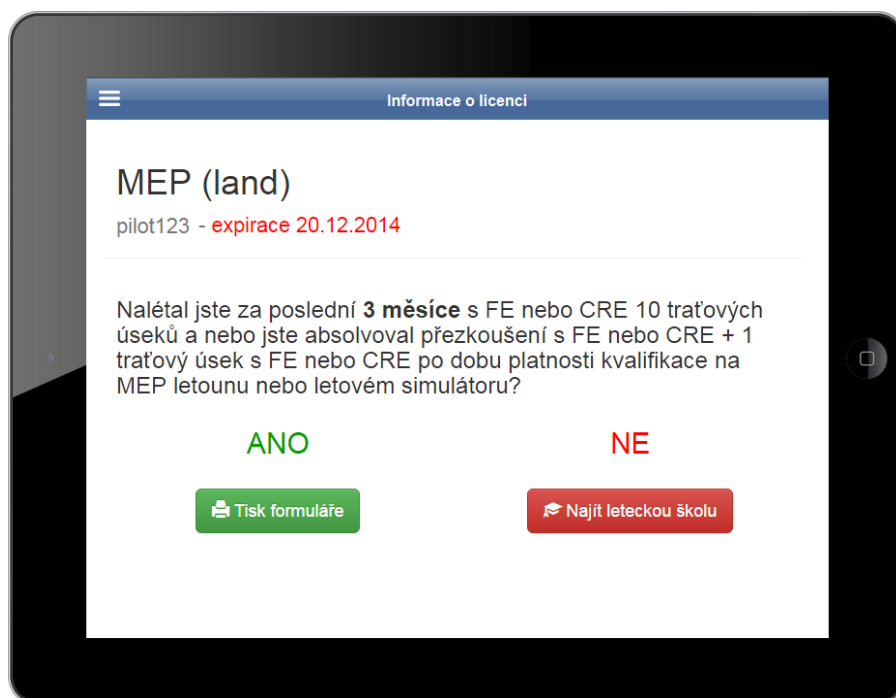 Informace o licenci
MEP (land)
pilot123 - expirace 20.12.2014
Nalétal jste za poslední 3 měsíce s FE nebo CRE 10 traťových
úseků a nebo jste absolvoval přezkoušení s FE nebo CRE + 1
traťový úsek s FE nebo CRE po dobu platnosti kvalifikace na
MEP letounu nebo letovém simulátoru?
ANO NE
Tisk formuláře Najít leteckou školu